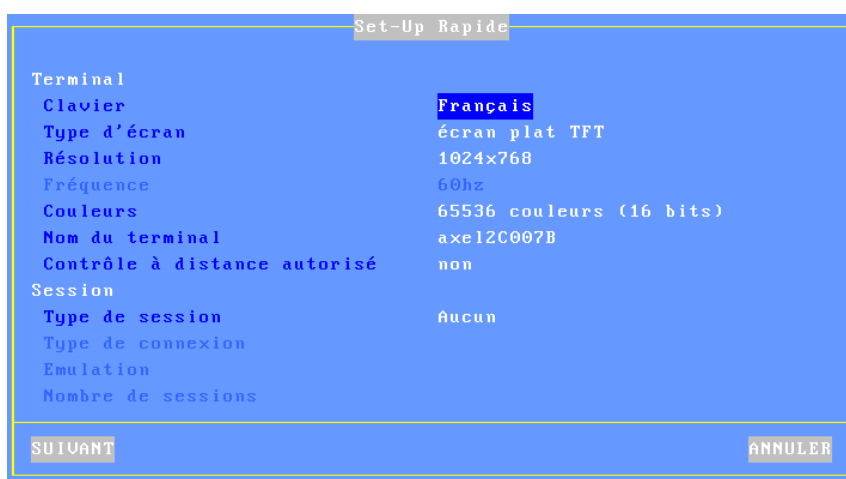 Set-Up Rapide
Terminal
Clavier Français
Type d'écran écran plat TFT
Résolution 1024x768
Fréquence 60hz
Couleurs 65536 couleurs (16 bits)
Nom du terminal axel2C007B
Contrôle à distance autorisé non
Session
Type de session Aucun
Type de connexion
Emulation
Nombre de sessions
SUIVANT ANNULER